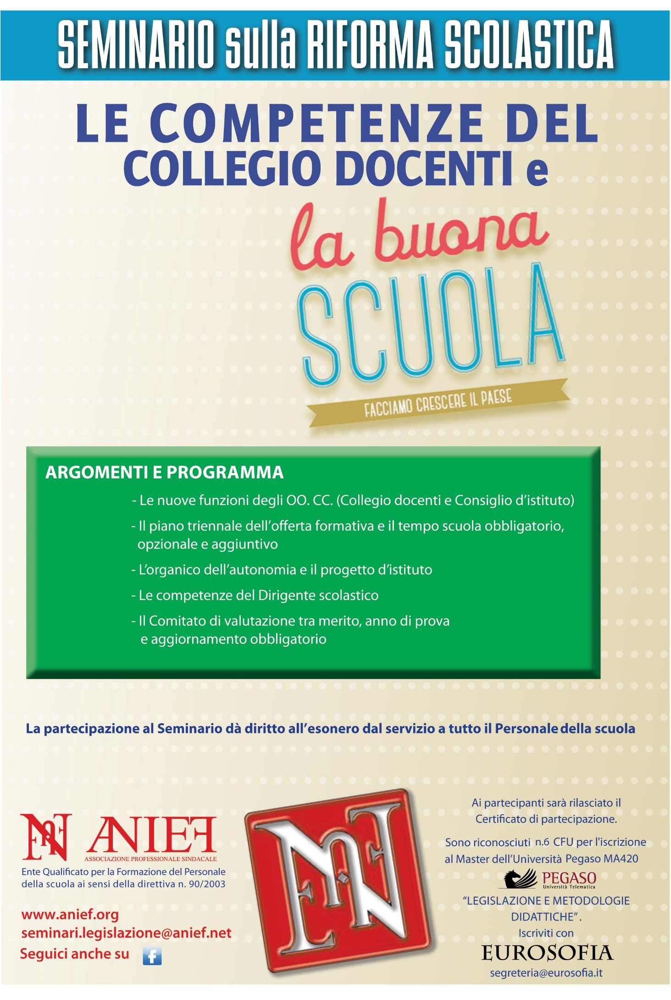 SEMINARIO sulla RIFORMA SCOLASTICA
LE COMPETENZE DEL
COLLEGIO DOCENTI e
la buona
SCUOLA
FACCIAMO CRESCERE IL PAESE
ARGOMENTI E PROGRAMMA
- Le nuove funzioni degli OO. CC. (Collegio docenti e Consiglio d’istituto)
- Il piano triennale dell’offerta formativa e il tempo scuola obbligatorio,
opzionale e aggiuntivo
- L’organico dell’autonomia e il progetto d’istituto
- Le competenze del Dirigente scolastico
- Il Comitato di valutazione tra merito, anno di prova
e aggiornamento obbligatorio
La partecipazione al Seminario dà diritto all’esonero dal servizio a tutto il Personale della scuola
ANIEF
ASSOCIAZIONE PROFESSIONALE SINDACALE
Ente Qualificato per la Formazione del Personale
della scuola ai sensi della direttiva n. 90/2003
www.anief.org
seminari.legislazione@anief.net
Seguici anche su f
ANIEF
Ai partecipanti sarà rilasciato il
Certificato di partecipazione.
Sono riconosciuti n.6 CFU per l'iscrizione
al Master dell’Università Pegaso MA420
PEGASO
Università Telematica
“LEGISLAZIONE E METODOLOGIE
DIDATTICHE”.
Iscriviti con
EUROSOFIA
segreteria@eurosofia.it